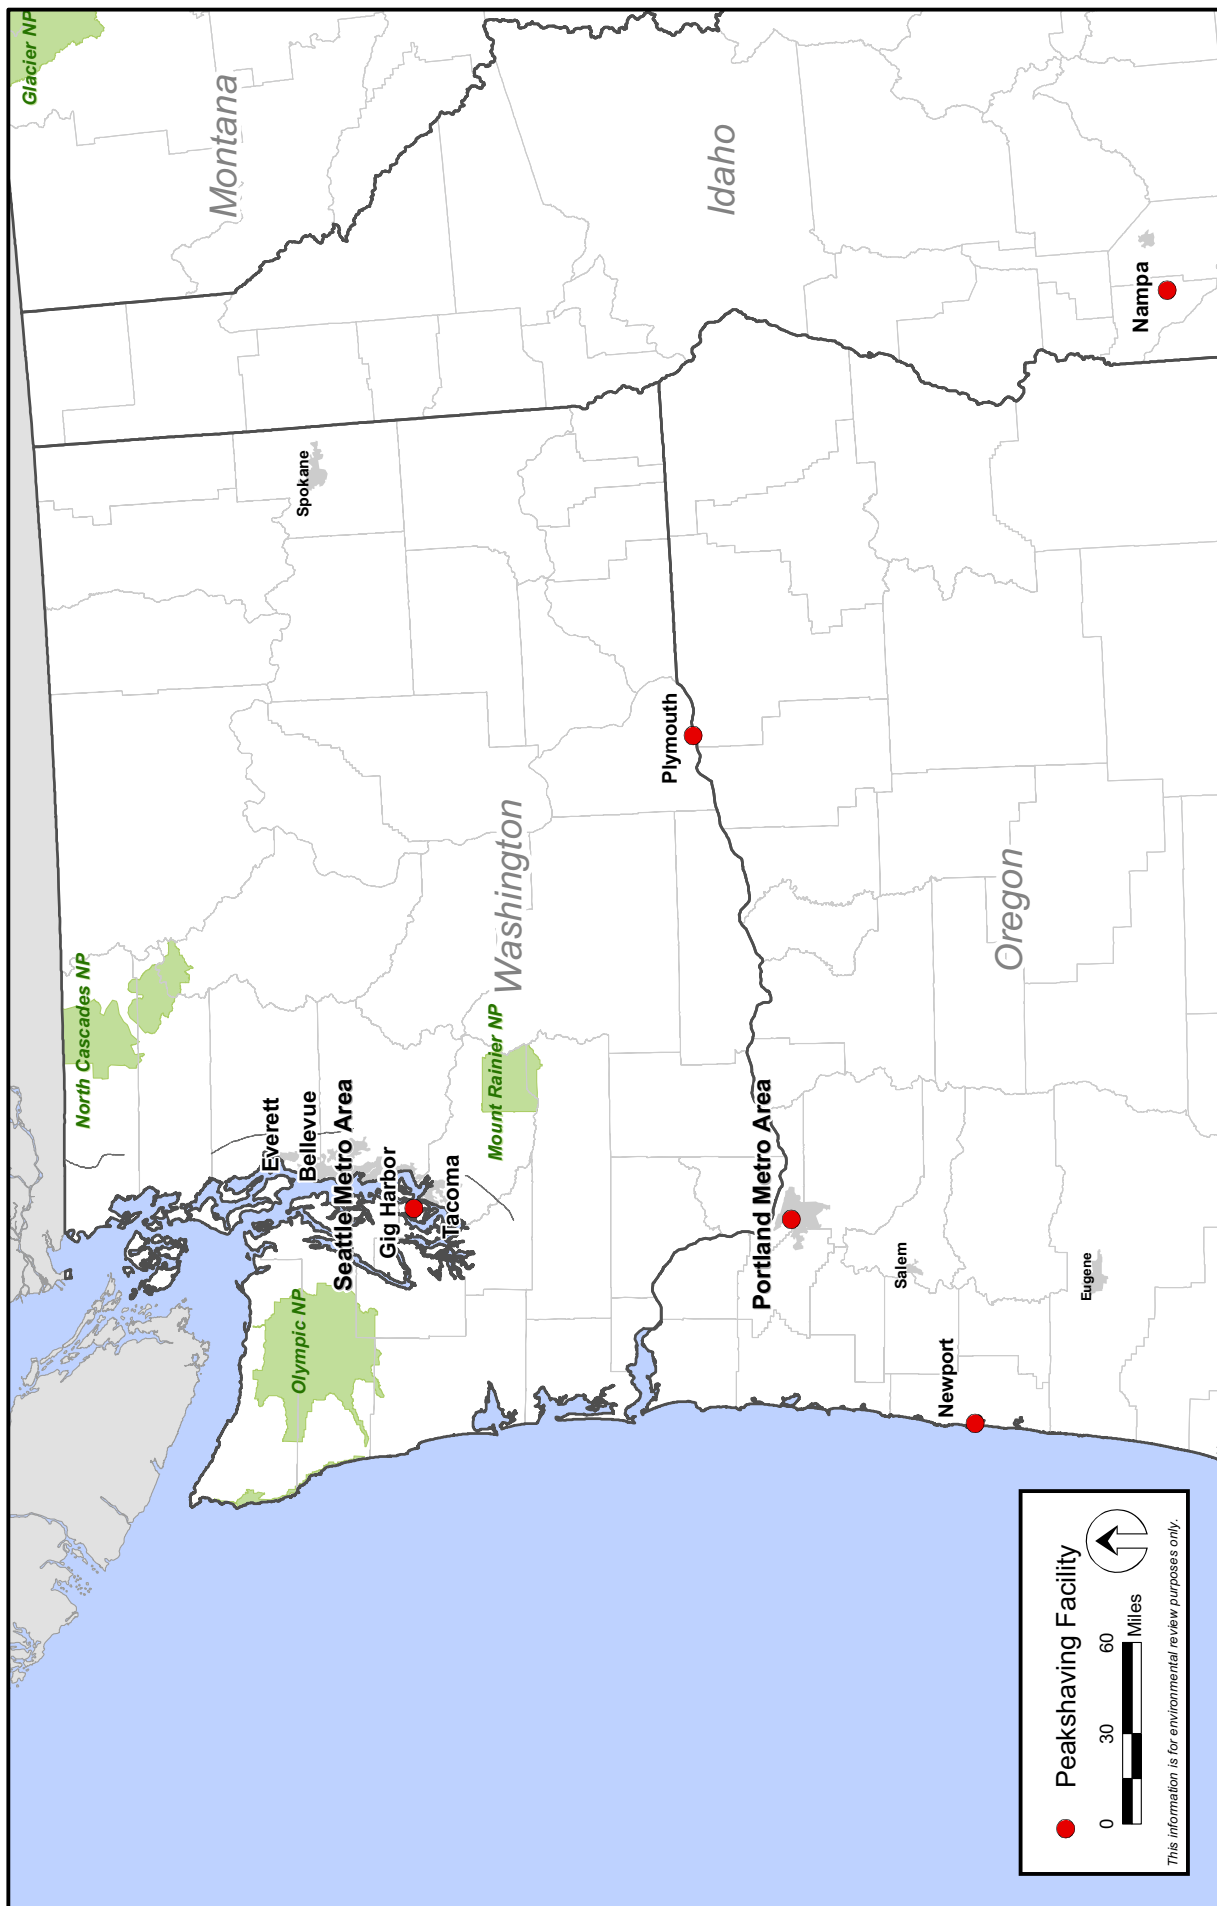 Glacier NP
Montana
Idaho
Nampa
Spokane
Plymouth
Washington
Oregon
North Cascades NP
Mount Rainier NP
Everett
Bellevue
Seattle Metro Area
Gig Harbor
Tacoma
Portland Metro Area
Salem
Eugene
Olympic NP
Newport
Peakshaving Facility
0 30 60
Miles
This information is for environmental review purposes only.